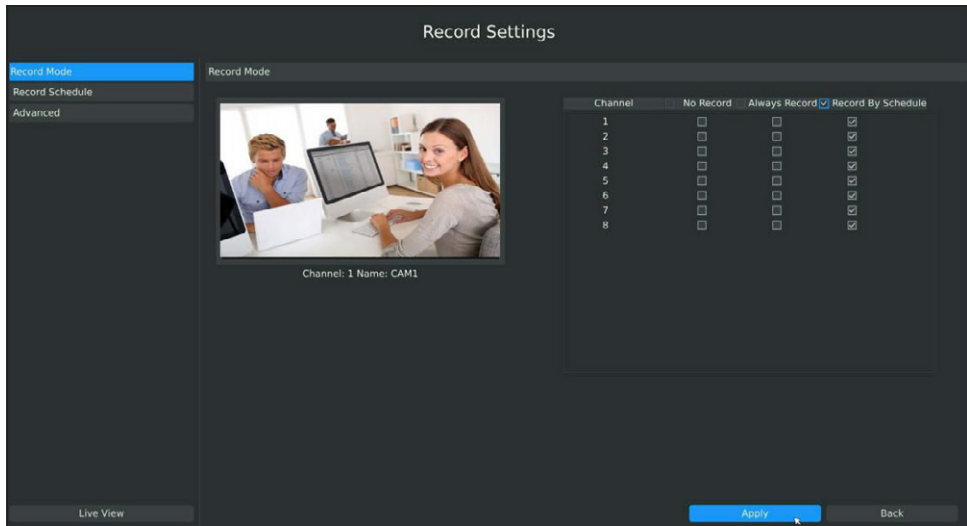 Record Settings
Record Mode
Record Schedule
Advanced
Record Mode
Channel No Record Always Record Record By Schedule
1
2
3
4
5
6
7
8
Channel: 1 Name: CAM1
Live View
Apply
Back